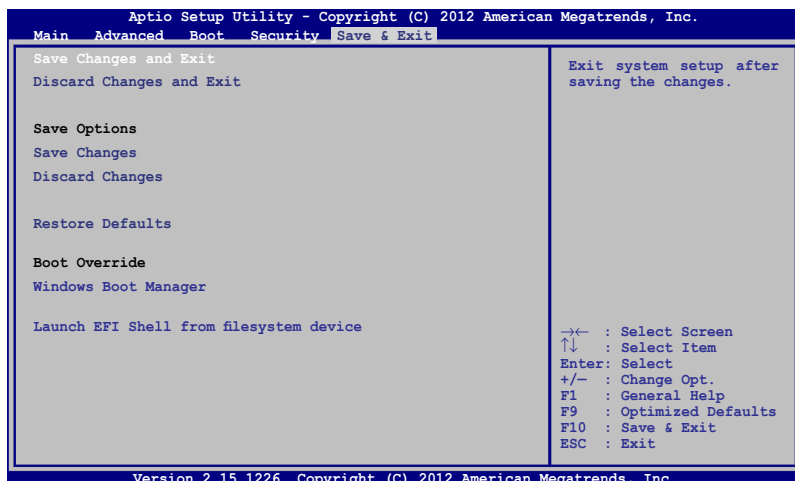 Aptio Setup Utility - Copyright (C) 2012 American Megatrends, Inc.
Main Advanced Boot Security Save & Exit
Save Changes and Exit
Discard Changes and Exit
Save Options
Save Changes
Discard Changes
Restore Defaults
Boot Override
Windows Boot Manager
Launch EFI Shell from filesystem device
Exit system setup after
saving the changes.
→← : Select Screen
↑↓ : Select Item
Enter: Select
+/— : Change Opt.
F1 : General Help
F9 : Optimized Defaults
F10 : Save & Exit
ESC : Exit
Version 2.15.1226. Copyright (C) 2012 American Megatrends, Inc.